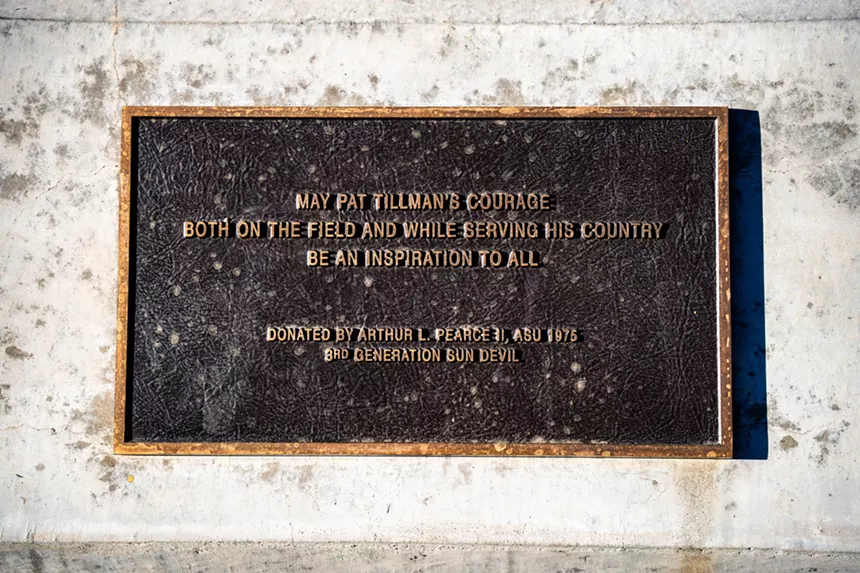 MAY PAT TILLMAN'S COURAGE
BOTH ON THE FIELD AND WHILE SERVING HIS COUNTRY
BE AN INSPIRATION TO ALL
DONATED BY ARTHUR L. PEARCE II, ASU 1975
3RD GENERATION SUN DEVIL